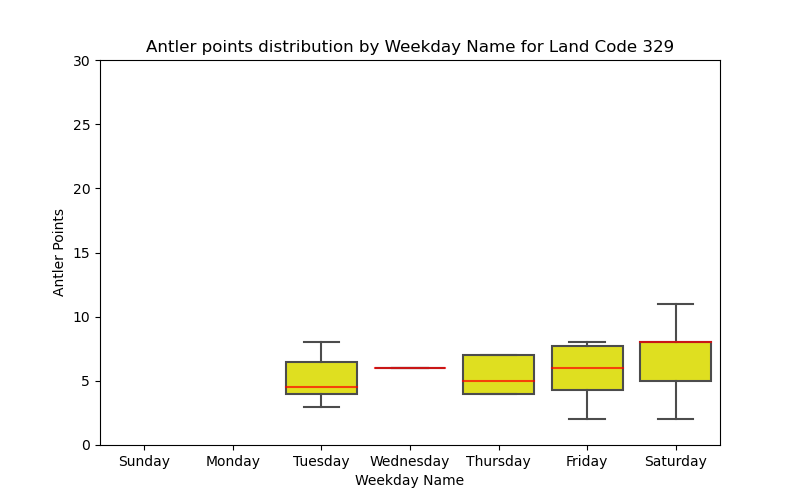 Antler points distribution by Weekday Name for Land Code 329
30
25
20
15
10
5
0
Antler Points
Sunday Monday Tuesday Wednesday Thursday Friday Saturday
Weekday Name